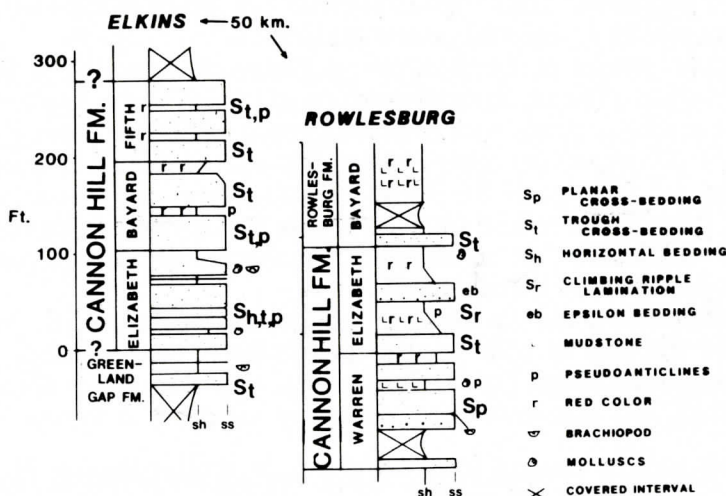 ELKINS ← 50 km.
300
?
CANNON HILL FM.
FIFTH
r
St,p
r
200
St
Ft.
BAYARD
r r
St
r r r
p
St,p
100
ELIZABETH
Sh,t,p
0
?
GREEN-
LAND
GAP FM.
St
sh
ss
ROWLESBURG
ROWLES-
BURG FM.
BAYARD
r r
r r
St
CANNON HILL FM.
ELIZABETH
r r
eb
r r
p
Sr
St
WARREN
r r
p
Sp
sh
ss
Sp PLANAR
CROSS-BEDDING
St TROUGH
CROSS-BEDDING
Sh HORIZONTAL BEDDING
Sr CLIMBING RIPPLE
LAMINATION
eb EPSILON BEDDING
MUDSTONE
p PSEUDOANTICLINES
r RED COLOR
BRACHIOPOD
MOLLUSCS
COVERED INTERVAL